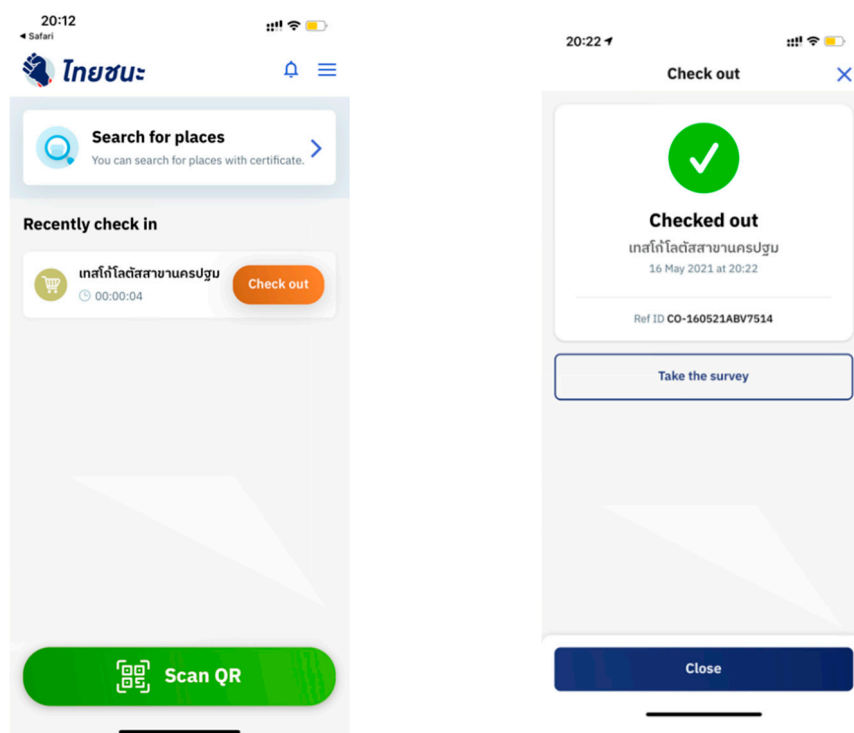 20:12
◀ Safari
ไทยชนะ
Search for places
You can search for places with certificate.
Recently check in
เทสโก้โลตัสสาขานครปฐม
00:00:04
Check out
Scan QR
20:22
Check out
Checked out
เทสโก้โลตัสสาขานครปฐม
16 May 2021 at 20:22
Ref ID CO-160521ABV7514
Take the survey
Close